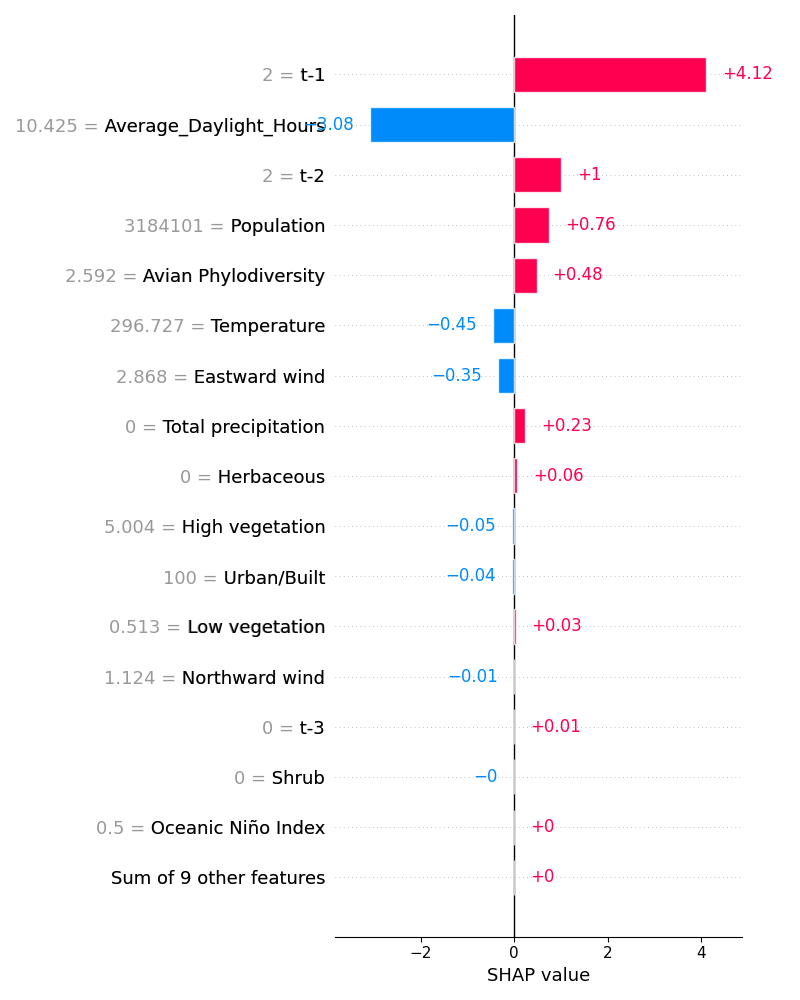 2 = t-1 +4.12
10.425 = Average_Daylight_Hours −3.08
2 = t-2 +1
3184101 = Population +0.76
2.592 = Avian Phylodiversity +0.48
296.727 = Temperature −0.45
2.868 = Eastward wind −0.35
0 = Total precipitation +0.23
0 = Herbaceous +0.06
5.004 = High vegetation −0.05
100 = Urban/Built −0.04
0.513 = Low vegetation +0.03
1.124 = Northward wind −0.01
0 = t-3 +0.01
0 = Shrub −0
0.5 = Oceanic Niño Index +0
Sum of 9 other features +0
−2 0 2 4
SHAP value